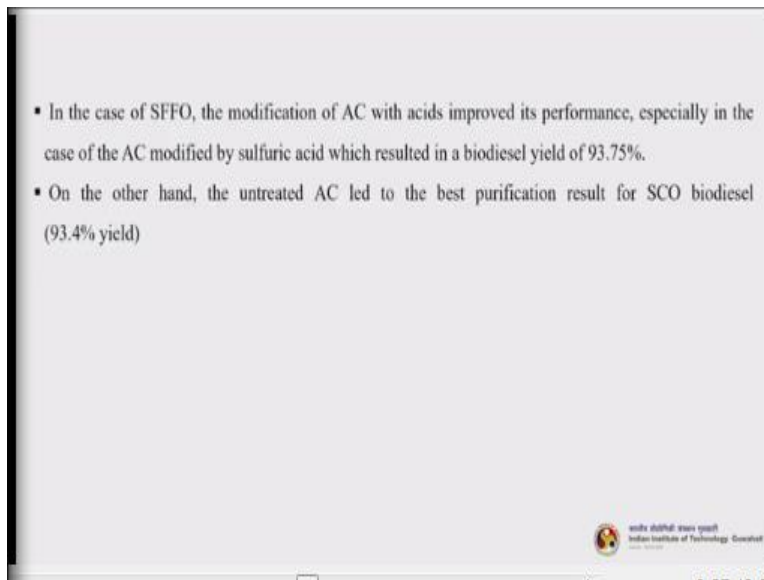 ▪ In the case of SFFO, the modification of AC with acids improved its performance, especially in the
case of the AC modified by sulfuric acid which resulted in a biodiesel yield of 93.75%.
▪ On the other hand, the untreated AC led to the best purification result for SCO biodiesel
(93.4% yield)
Indian Institute of Technology Guwahati